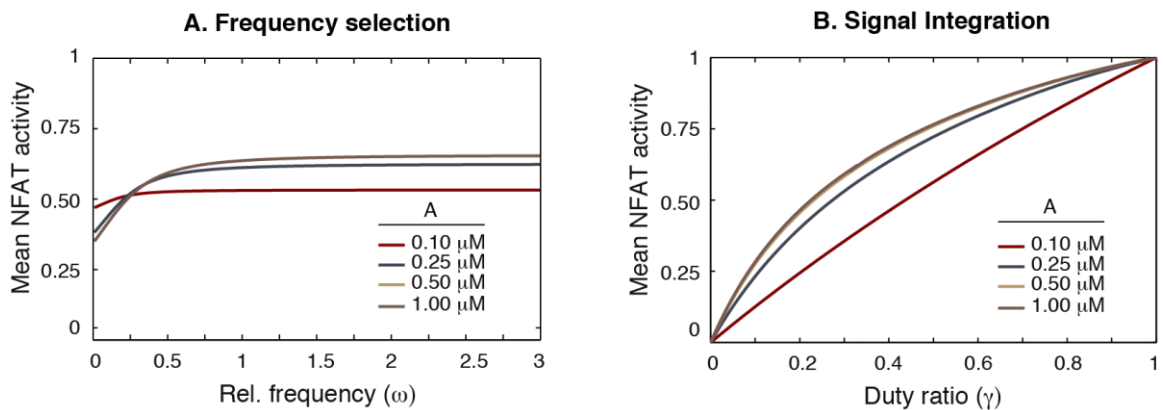 A. Frequency selection
Mean NFAT activity
1
0.75
0.50
0.25
0
0
0.5
1
1.5
2
2.5
3
Rel. frequency (ω)
A
0.10 μM
0.25 μM
0.50 μM
1.00 μM
B. Signal Integration
Mean NFAT activity
1
0.75
0.50
0.25
0
0
0.2
0.4
0.6
0.8
1
Duty ratio (γ)
A
0.10 μM
0.25 μM
0.50 μM
1.00 μM